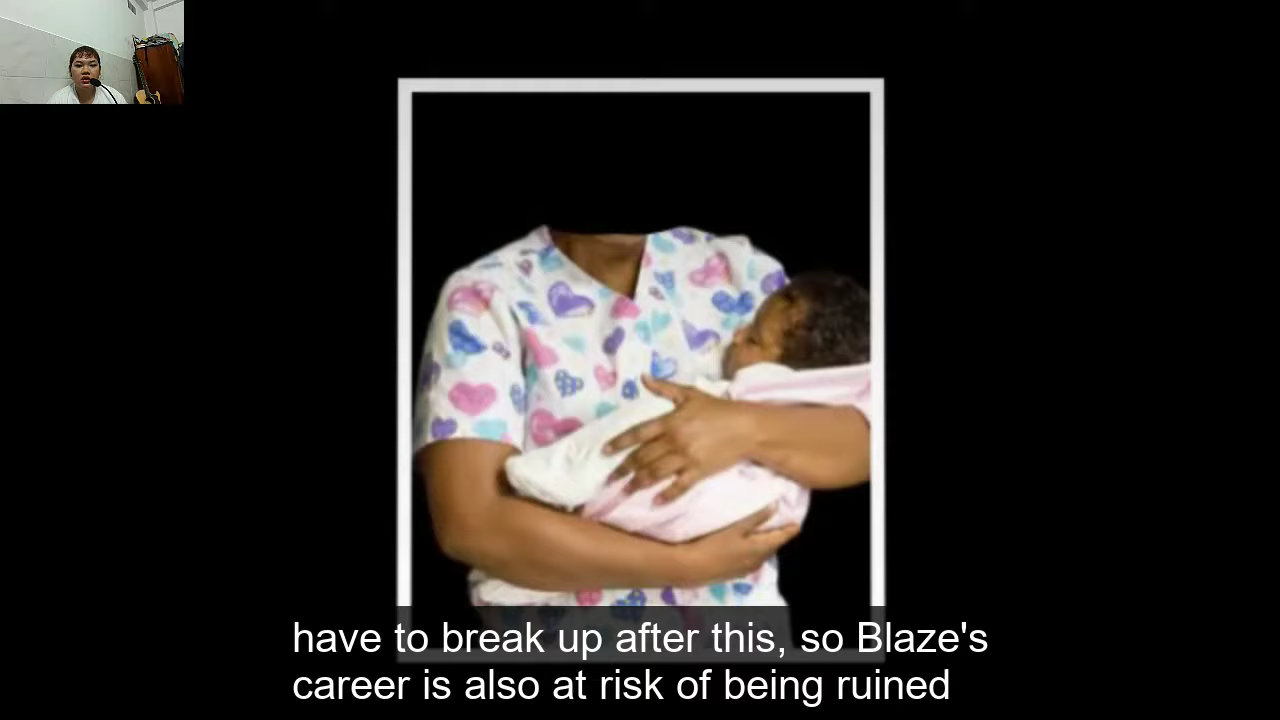 have to break up after this, so Blaze's
career is also at risk of being ruined